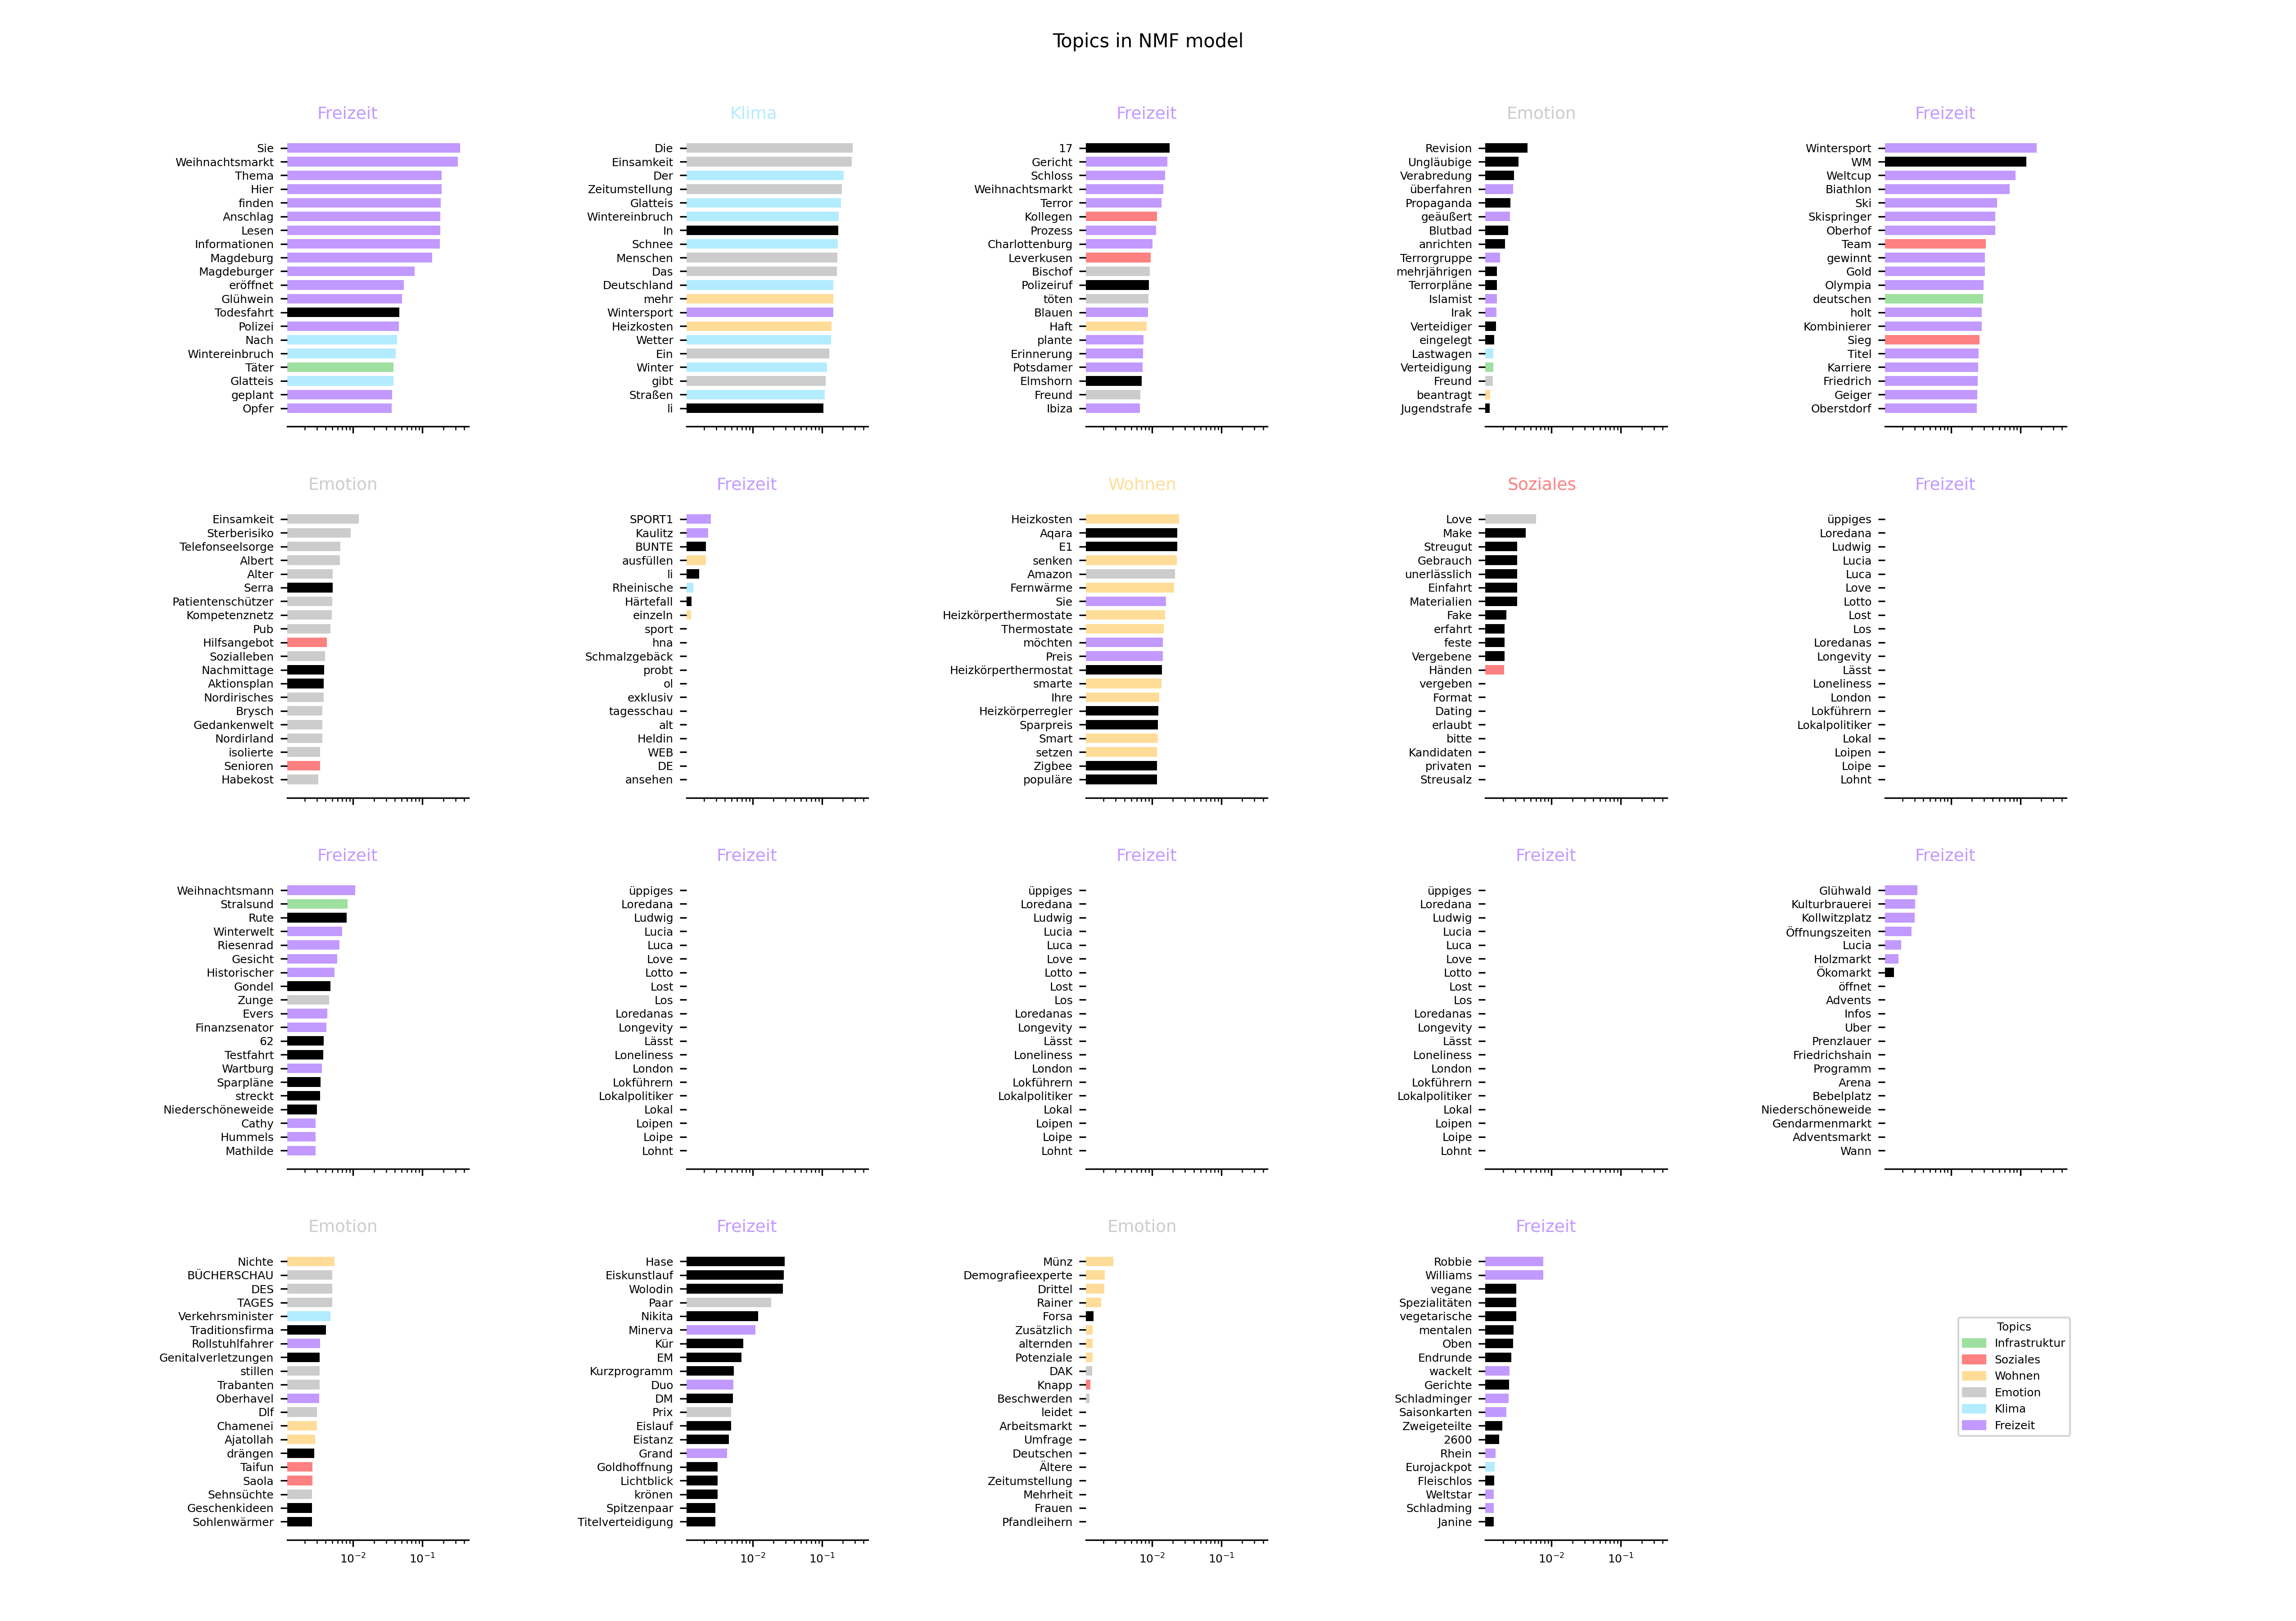 Topics in NMF model
Freizeit
Sie
Weihnachtsmarkt
Thema
Hier
finden
Anschlag
Lesen
Informationen
Magdeburg
Magdeburger
eröffnet
Glühwein
Todesfahrt
Polizei
Nach
Wintereinbruch
Täter
Glatteis
geplant
Opfer
Klima
Die
Einsamkeit
Der
Zeitumstellung
Glatteis
Wintereinbruch
In
Schnee
Menschen
Das
Deutschland
mehr
Wintersport
Heizkosten
Wetter
Ein
Winter
gibt
Straßen
li
Freizeit
17
Gericht
Schloss
Weihnachtsmarkt
Terror
Kollegen
Prozess
Charlottenburg
Leverkusen
Bischof
Polizeiruf
töten
Blauen
Haft
plante
Erinnerung
Potsdamer
Elmshorn
Freund
Ibiza
Emotion
Revision
Ungläubige
Verabredung
überfahren
Propaganda
geäußert
Blutbad
anrichten
Terrorgruppe
mehrjährigen
Terrorpläne
Islamist
Irak
Verteidiger
eingelegt
Lastwagen
Verteidigung
Freund
beantragt
Jugendstrafe
Freizeit
Wintersport
WM
Weltcup
Biathlon
Ski
Skispringer
Oberhof
Team
gewinnt
Gold
Olympia
deutschen
holt
Kombinierer
Sieg
Titel
Karriere
Friedrich
Geiger
Oberstdorf
Emotion
Einsamkeit
Sterberisiko
Telefonseelsorge
Albert
Alter
Serra
Patientenschützer
Kompetenznetz
Pub
Hilfsangebot
Sozialleben
Nachmittage
Aktionsplan
Nordirisches
Brysch
Gedankenwelt
Nordirland
isolierte
Senioren
Habekost
Freizeit
SPORT1
Kaulitz
BUNTE
ausfüllen
li
Rheinische
Härtefall
einzeln
sport
hna
Schmalzgebäck
probt
ol
exklusiv
tagesschau
alt
Heldin
WEB
DE
ansehen
Wohnen
Heizkosten
Aqara
E1
senken
Amazon
Fernwärme
Sie
Heizkörperthermostate
Thermostate
möchten
Preis
Heizkörperthermostat
smarte
Ihre
Heizkörperregler
Sparpreis
Smart
setzen
Zigbee
populäre
Soziales
Love
Make
Streugut
Gebrauch
unerlässlich
Einfahrt
Materialien
Fake
erfahrt
feste
Vergebene
Händen
vergeben
Format
Dating
erlaubt
bitte
Kandidaten
privaten
Streusalz
Freizeit
üppiges
Loredana
Ludwig
Lucia
Luca
Love
Lotto
Lost
Los
Loredanas
Longevity
Lässt
Loneliness
London
Lokführern
Lokalpolitiker
Lokal
Loipen
Loipe
Lohnt
Freizeit
Weihnachtsmann
Stralsund
Rute
Winterwelt
Riesenrad
Gesicht
Historischer
Gondel
Zunge
Evers
Finanzsenator
62
Testfahrt
Wartburg
Sparpläne
streckt
Niederschöneweide
Cathy
Hummels
Mathilde
Freizeit
üppiges
Loredana
Ludwig
Lucia
Luca
Love
Lotto
Lost
Los
Loredanas
Longevity
Lässt
Loneliness
London
Lokführern
Lokalpolitiker
Lokal
Loipen
Loipe
Lohnt
Freizeit
üppiges
Loredana
Ludwig
Lucia
Luca
Love
Lotto
Lost
Los
Loredanas
Longevity
Lässt
Loneliness
London
Lokführern
Lokalpolitiker
Lokal
Loipen
Loipe
Lohnt
Freizeit
üppiges
Loredana
Ludwig
Lucia
Luca
Love
Lotto
Lost
Los
Loredanas
Longevity
Lässt
Loneliness
London
Lokführern
Lokalpolitiker
Lokal
Loipen
Loipe
Lohnt
Freizeit
Glühwald
Kulturbrauerei
Kollwitzplatz
Öffnungszeiten
Lucia
Holzmarkt
Ökomarkt
öffnet
Advents
Infos
Uber
Prenzlauer
Friedrichshain
Programm
Arena
Bebelplatz
Niederschöneweide
Gendarmenmarkt
Adventsmarkt
Wann
Emotion
Nichte
BÜCHERSCHAU
DES
TAGES
Verkehrsminister
Traditionsfirma
Rollstuhlfahrer
Genitalverletzungen
stillen
Trabanten
Oberhavel
Dlf
Chamenei
Ajatollah
drängen
Taifun
Saola
Sehnsüchte
Geschenkideen
Sohlenwärmer
10⁻² 10⁻¹
Freizeit
Hase
Eiskunstlauf
Wolodin
Paar
Nikita
Minerva
Kür
EM
Kurzprogramm
Duo
DM
Prix
Eislauf
Eistanz
Grand
Goldhoffnung
Lichtblick
krönen
Spitzenpaar
Titelverteidigung
10⁻² 10⁻¹
Emotion
Münz
Demografieexperte
Drittel
Rainer
Forsa
Zusätzlich
alternden
Potenziale
DAK
Knapp
Beschwerden
leidet
Arbeitsmarkt
Umfrage
Deutschen
Ältere
Zeitumstellung
Mehrheit
Frauen
Pfandleihern
10⁻² 10⁻¹
Freizeit
Robbie
Williams
vegane
Spezialitäten
vegetarische
mentalen
Oben
Endrunde
wackelt
Gerichte
Schladminger
Saisonkarten
Zweigeteilte
2600
Rhein
Eurojackpot
Fleischlos
Weltstar
Schladming
Janine
10⁻² 10⁻¹
Topics
Infrastruktur
Soziales
Wohnen
Emotion
Klima
Freizeit